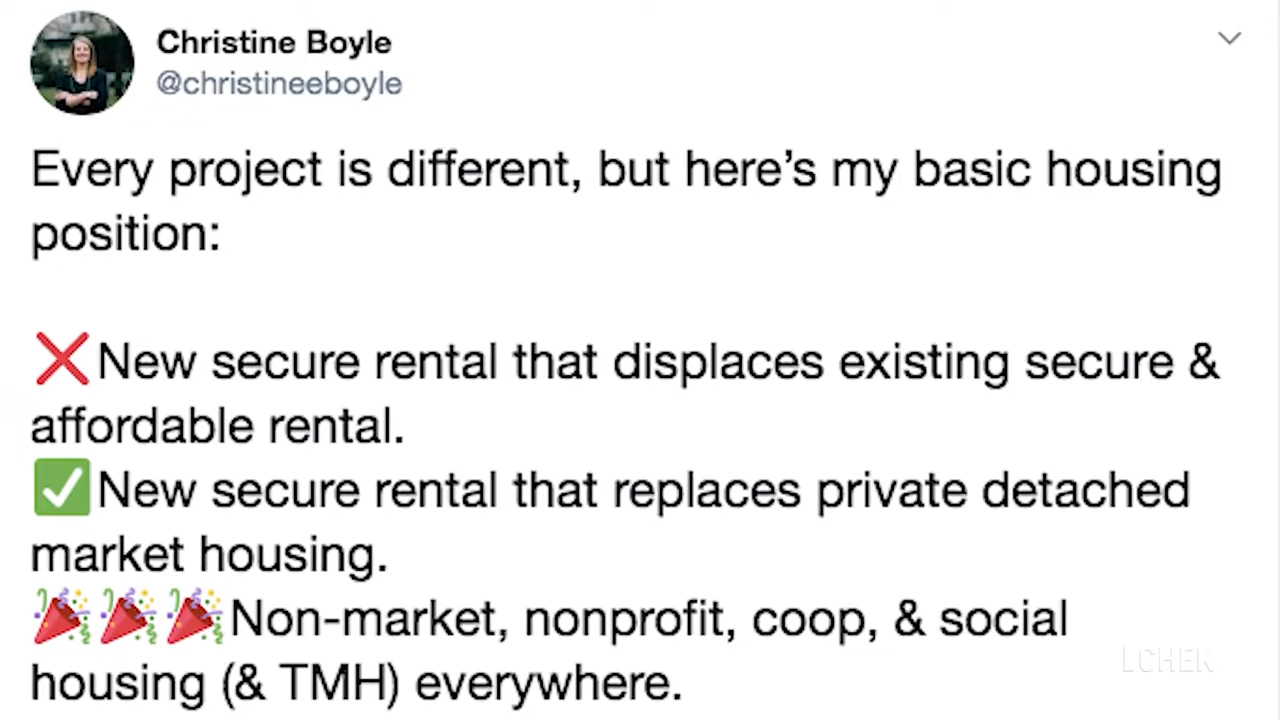 Christine Boyle
@christineeboyle
Every project is different, but here's my basic housing
position:
❌New secure rental that displaces existing secure &
affordable rental.
✅New secure rental that replaces private detached
market housing.
🎉🎉🎉Non-market, nonprofit, coop, & social
housing (& TMH) everywhere.
LCHEK